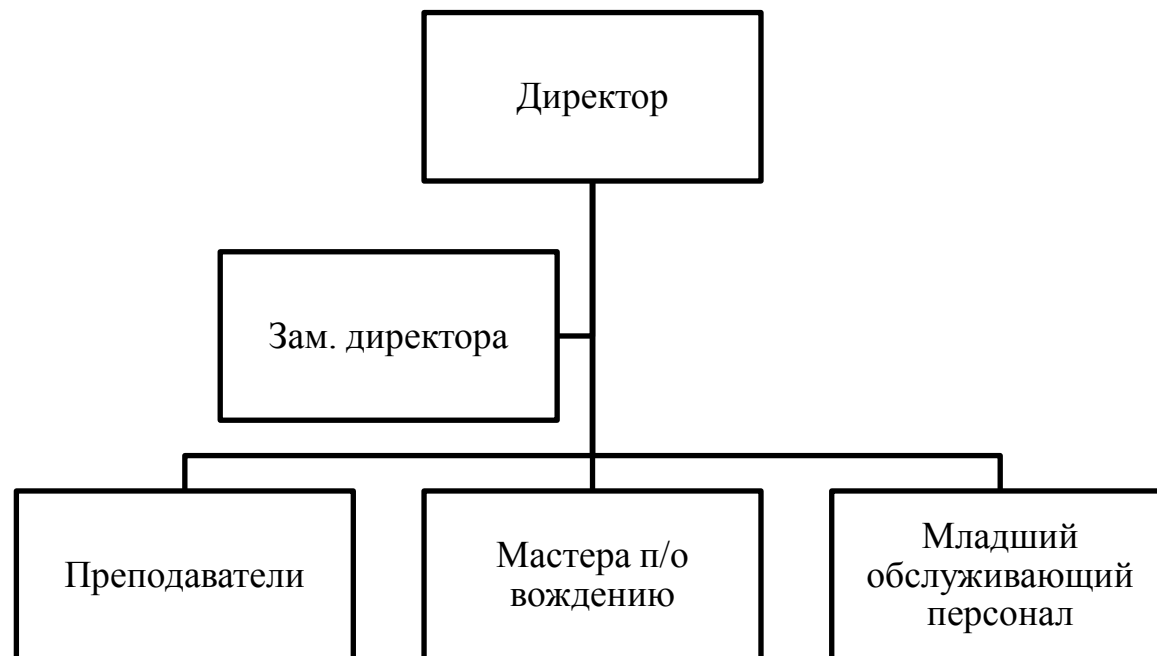 Директор
Зам. директора
Преподаватели
Мастера п/о
вождению
Младший
обслуживающий
персонал